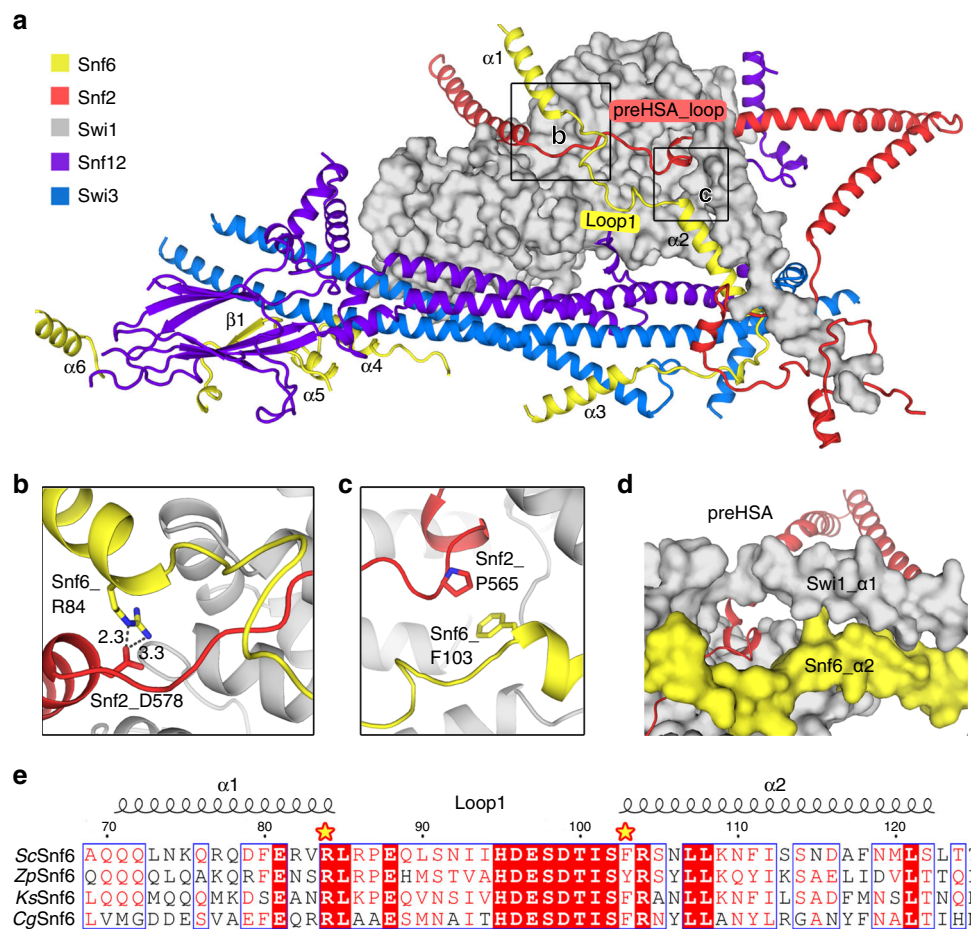 a
Snf6
Snf2
Swi1
Snf12
Swi3
α1
preHSA_loop
b
c
Loop1
α2
β1
α6
α5
α4
α3
b
Snf6_
R84
2.3
3.3
Snf2_D578
c
Snf2_
P565
Snf6_
F103
d
preHSA
Swi1_α1
Snf6_α2
e
α1 Loop1 α2
70 80 90 100 110 120
ScSnf6 AQQQLNKQRQDFERVRLRPEQLSNIIHDESDTISFRSNLLKNFISSNDAFNMLSLT
ZpSnf6 QQQQQLQAKQRFENSRLRPEHMSTVAHDESDTISYRSYLLKQYIKSAELIDVLTTQ
KsSnf6 LQQQMQQQMKDSEANRLKPEQMNSIVHDESDTISFRANLLKQYILSADFMNSLTNQ
CgSnf6 LVMGDDESVAEFEQRRLAAESMNAITHDESDTISFRNYLLANYLRGANYFNALTIH